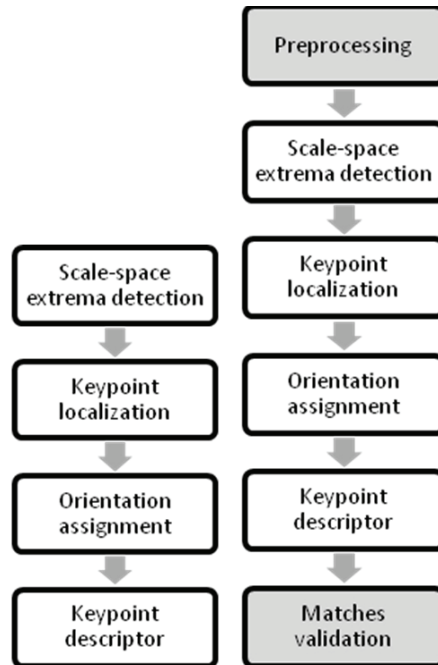 Scale-space
extrema detection
Keypoint
localization
Orientation
assignment
Keypoint
descriptor
Preprocessing
Scale-space
extrema detection
Keypoint
localization
Orientation
assignment
Keypoint
descriptor
Matches
validation